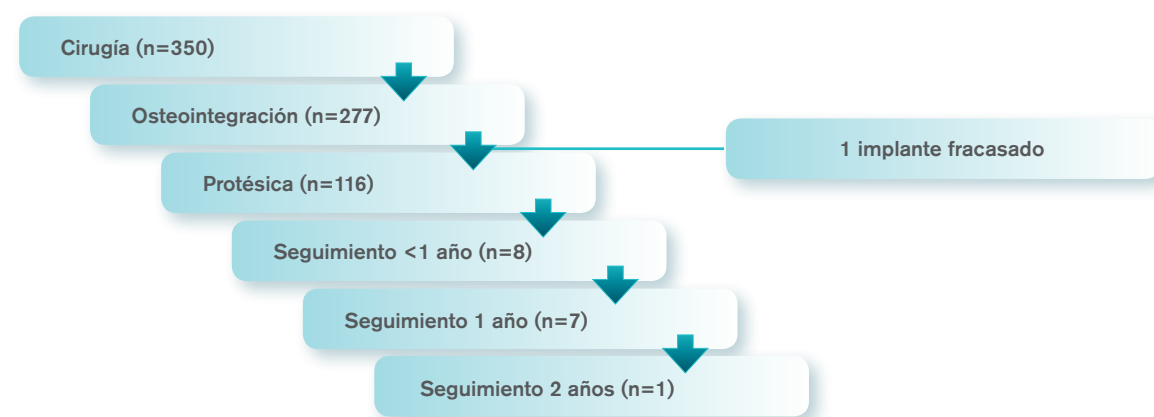 Cirugía (n=350)
Osteointegración (n=277)
1 implante fracasado
Protésica (n=116)
Seguimiento <1 año (n=8)
Seguimiento 1 año (n=7)
Seguimiento 2 años (n=1)